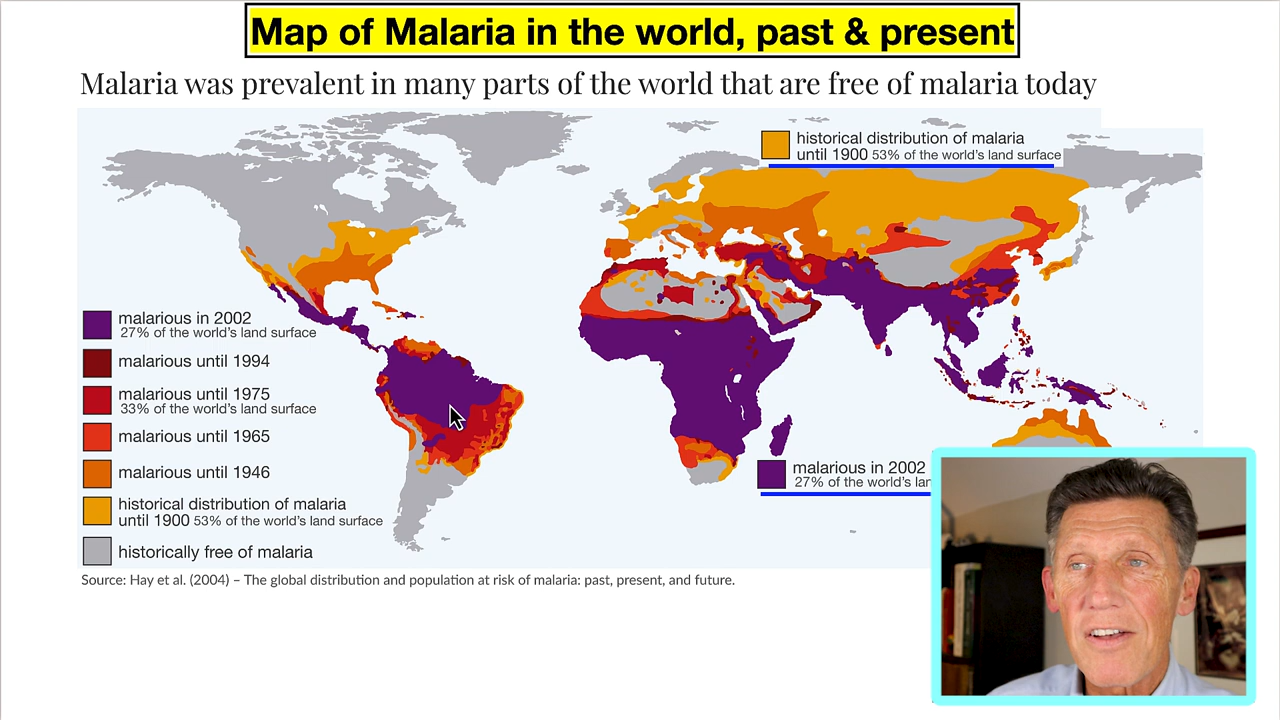 Map of Malaria in the world, past & present
Malaria was prevalent in many parts of the world that are free of malaria today
historical distribution of malaria
until 1900 53% of the world's land surface
malarious in 2002
27% of the world's land surface
malarious until 1994
malarious until 1975
33% of the world's land surface
malarious until 1965
malarious until 1946
historical distribution of malaria
until 1900 53% of the world's land surface
historically free of malaria
malarious in 2002
27% of the world's lan
Source: Hay et al. (2004) – The global distribution and population at risk of malaria: past, present, and future.